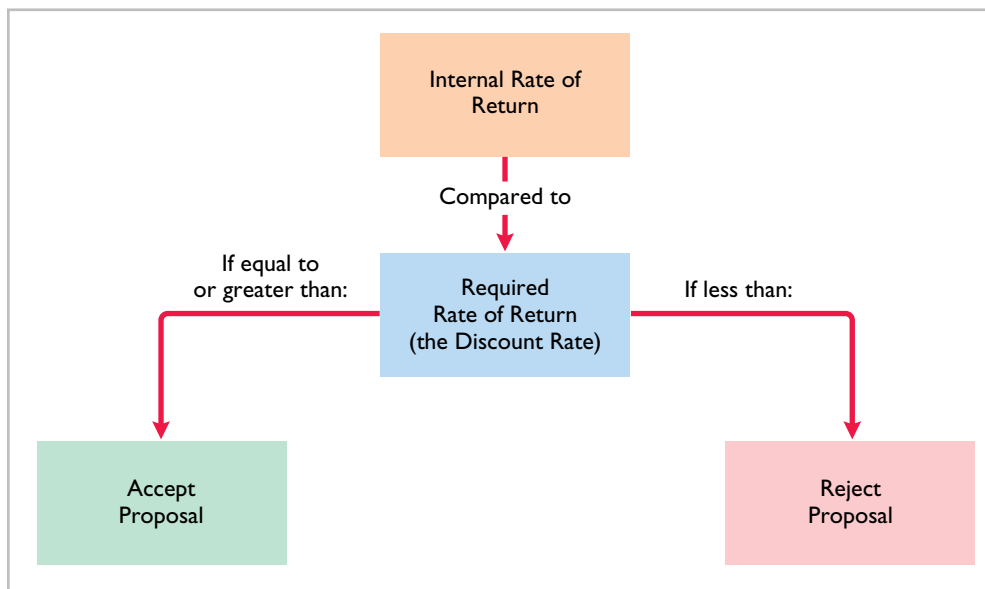 Internal Rate of
Return
Compared to
If equal to
or greater than:
Required
Rate of Return
(the Discount Rate)
If less than:
Accept
Proposal
Reject
Proposal